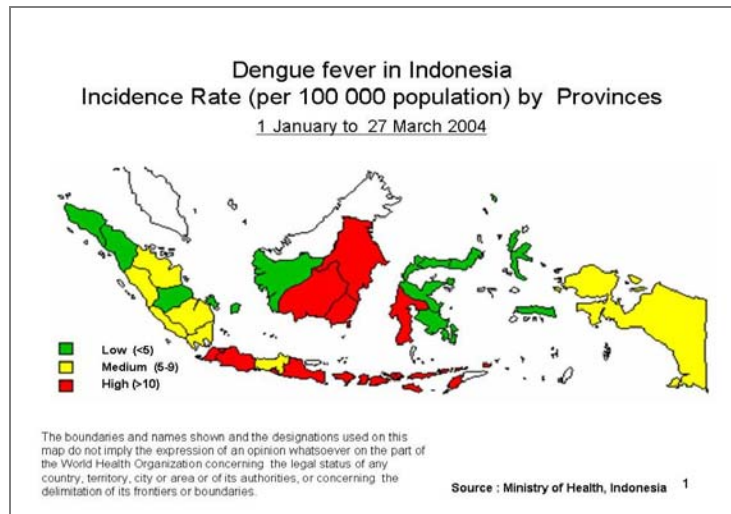 Dengue fever in Indonesia
Incidence Rate (per 100 000 population) by Provinces
1 January to 27 March 2004
Low (<5)
Medium (5-9)
High (>10)
The boundaries and names shown and the designations used on this
map do not imply the expression of an opinion whatsoever on the part of
the World Health Organization concerning the legal status of any
country, territory, city or area or of its authorities, or concerning the
delimitation of its frontiers or boundaries.
Source : Ministry of Health, Indonesia 1